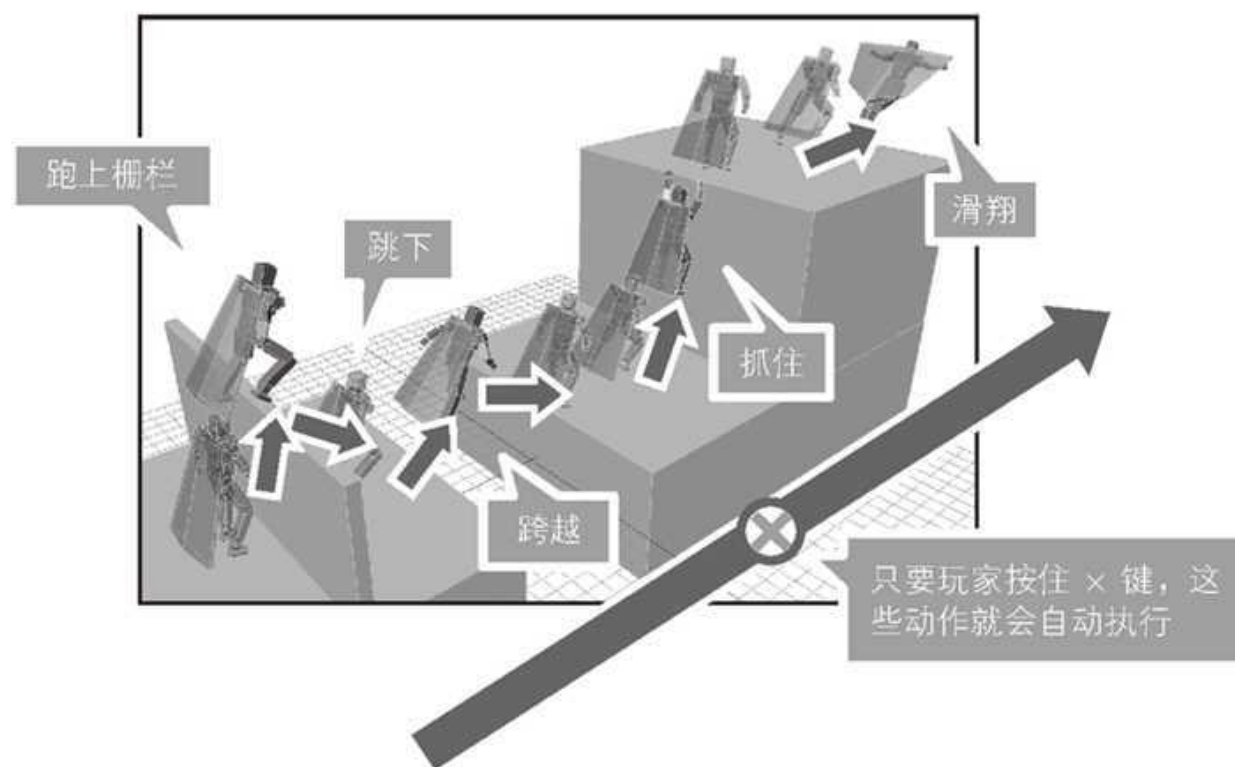 跑上栅栏
跳下
滑翔
抓住
跨越
只要玩家按住 × 键，这
些动作就会自动执行